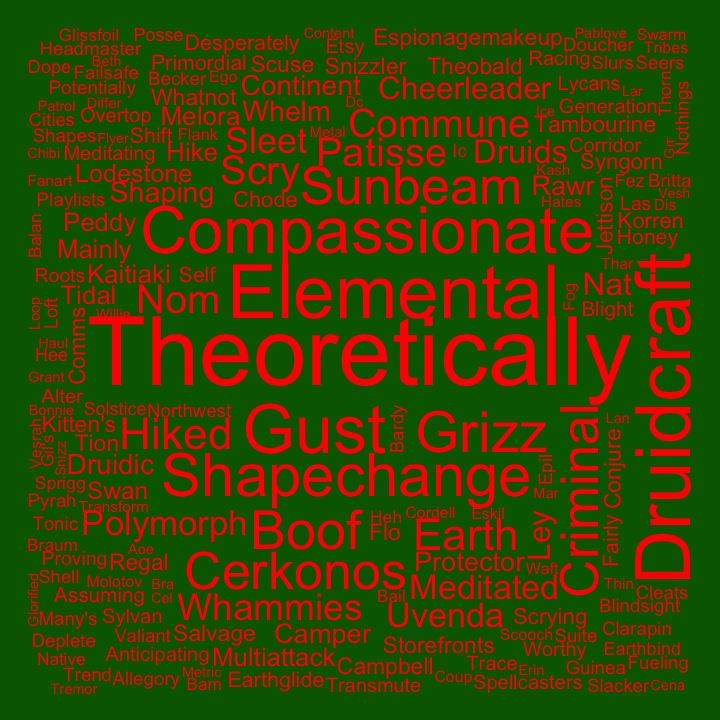 Glissfoil Posse Desperately Content Espionagemakeup Pablove Swarm
Headmaster Etsy Doucher Tribes
Beth Primordial Scuse Snizzler Theobald Racing Slurs Seers
Dope Failsafe Becker Ego Continent Cheerleader Lycans Lar Thorn
Potentially Whatnot Dc Generation Nothings
Patrol Differ Overtop Melora Whelm Commune Ice Tambourine
Cities Flyer Shift Flank Metal
Shapes Hike Sleet Patisse Ic Druids Corridor Grr
Chibi Meditating Scry Syngorn
Fanart Lodestone Kash Rawr Fez Britta
Playlists Shaping Chode Sunbeam Hates Jettison Las Dis Vesh
Balan Peddy Compassionate Korren
Mainly Honey
Roots Kaitiaki Self Elemental Thar
Loop Loft Tidal Nom Fog Nat Druidcraft
Willie Blight
Haul Comms Theoretically
Hee
Grant
Alter
Bonnie Solstice Northwest Gust Bardy Grizz Criminal Lan
Kitten's Hiked
Vesrah Gil's Tion
Snizz Druidic Shapechange Epil Conjure
Sprigg Swan Mar
Pyrah Transform Polymorph Boof Heh Cordell Eskil
Tonic Flo Earth Ley Fairly
Braum Aoe
Proving Regal Cerkonos Protector Waft
Shell Molotov Bra Meditated Thin Cleats
Glorified Assuming Cel Whammies Bail Blindsight
Many's Sylvan Uvenda Scrying
Deplete Valiant Salvage Camper Scooch Suite Clarapin
Native Anticipating Multiattack Storefronts Worthy Earthbind
Trend Metric Campbell Trace Erin Guinea Fueling
Tremor Allegory Barn Earthglide Transmute Coup Spellcasters Slacker Cena